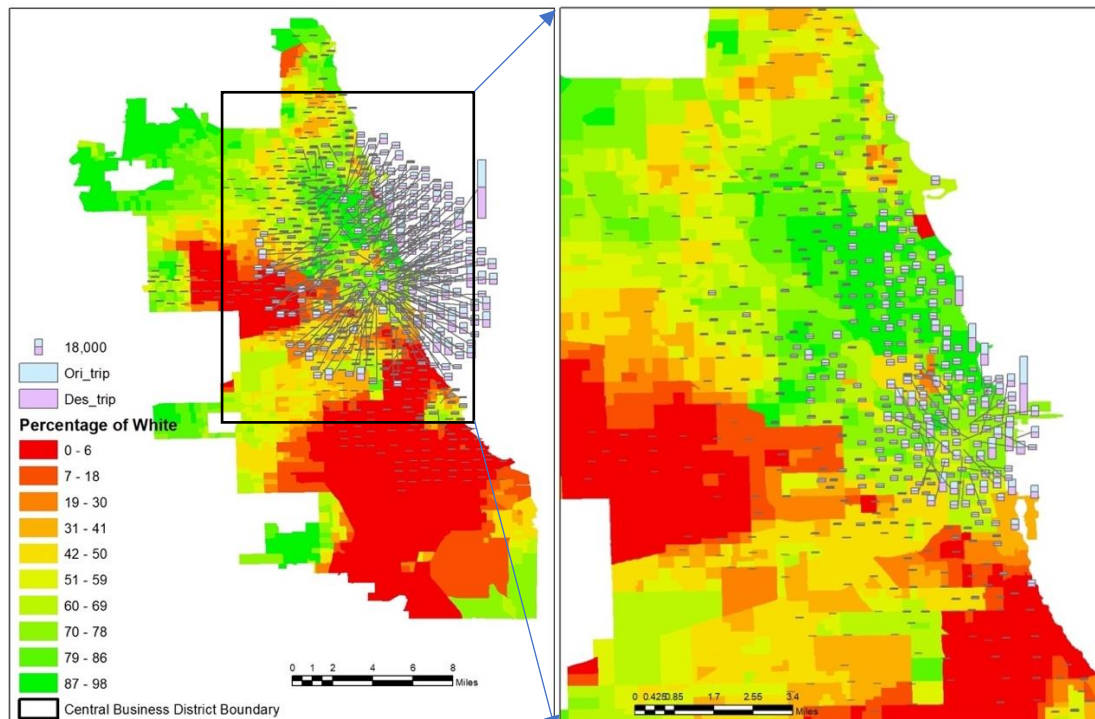 18,000
Ori_trip
Des_trip
Percentage of White
0 - 6
7 - 18
19 - 30
31 - 41
42 - 50
51 - 59
60 - 69
70 - 78
79 - 86
87 - 98
Central Business District Boundary
0 1 2 4 6 8
Miles
0 0.425 0.85 1.7 2.55 3.4
Miles